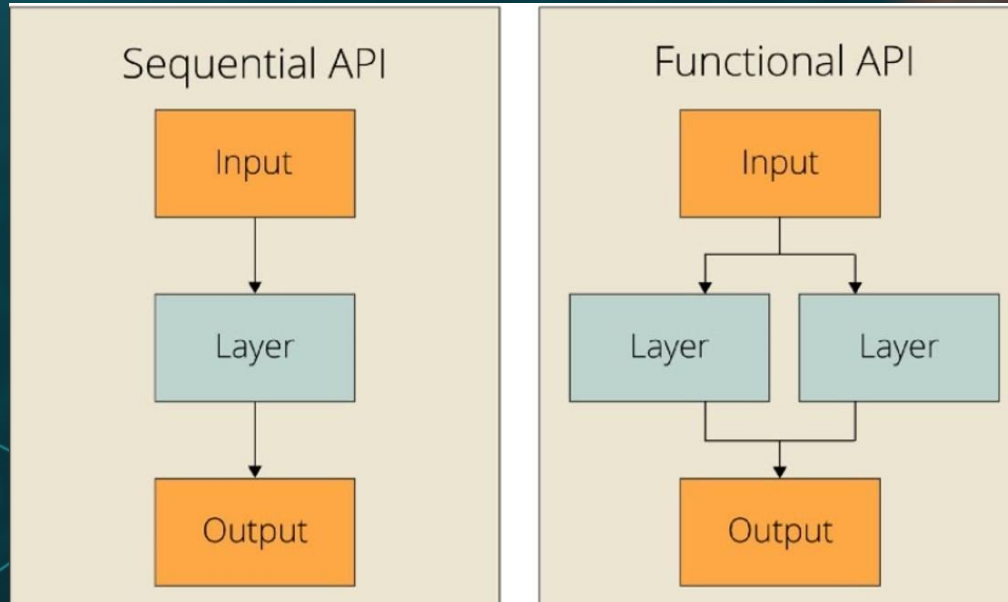 Sequential API
Input
Layer
Output
Functional API
Input
Layer
Layer
Output